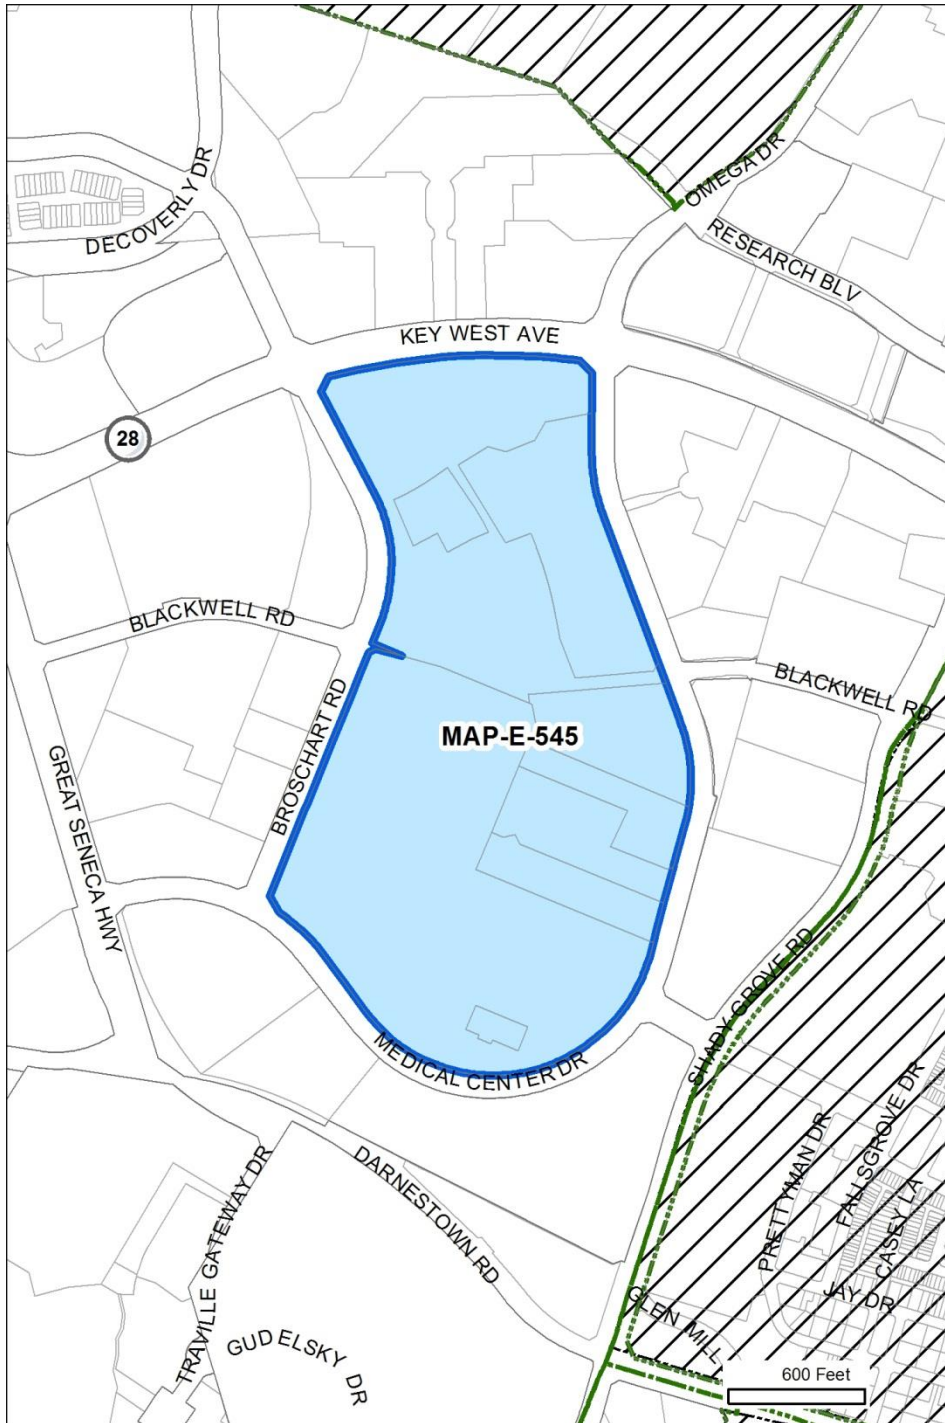 OMEGA DR
DECOVERLY DR
RESEARCH BLV
KEY WEST AVE
28
BLACKWELL RD
BLACKWELL RD
BROSCHART RD
MAP-E-545
GREAT SENECA HWY
SHADY GROVE RD
MEDICAL CENTER DR
FALLSGROVE DR
PRETTYMAN DR
CASEY LA
DARNESTOWN RD
TRAVILLE GATEWAY DR
JAY DR
GLEN MILL
GUDELSKY DR
600 Feet